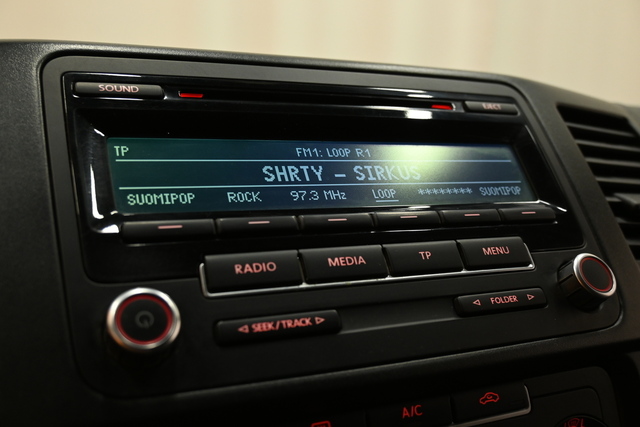 SOUND
EJECT
TP FM1: LOOP R1
SHRTY - SIRKUS
SUOMIPOP ROCK 97.3 MHz LOOP ******** SUOMIPOP
RADIO MEDIA TP MENU
SEEK/TRACK
FOLDER
A/C